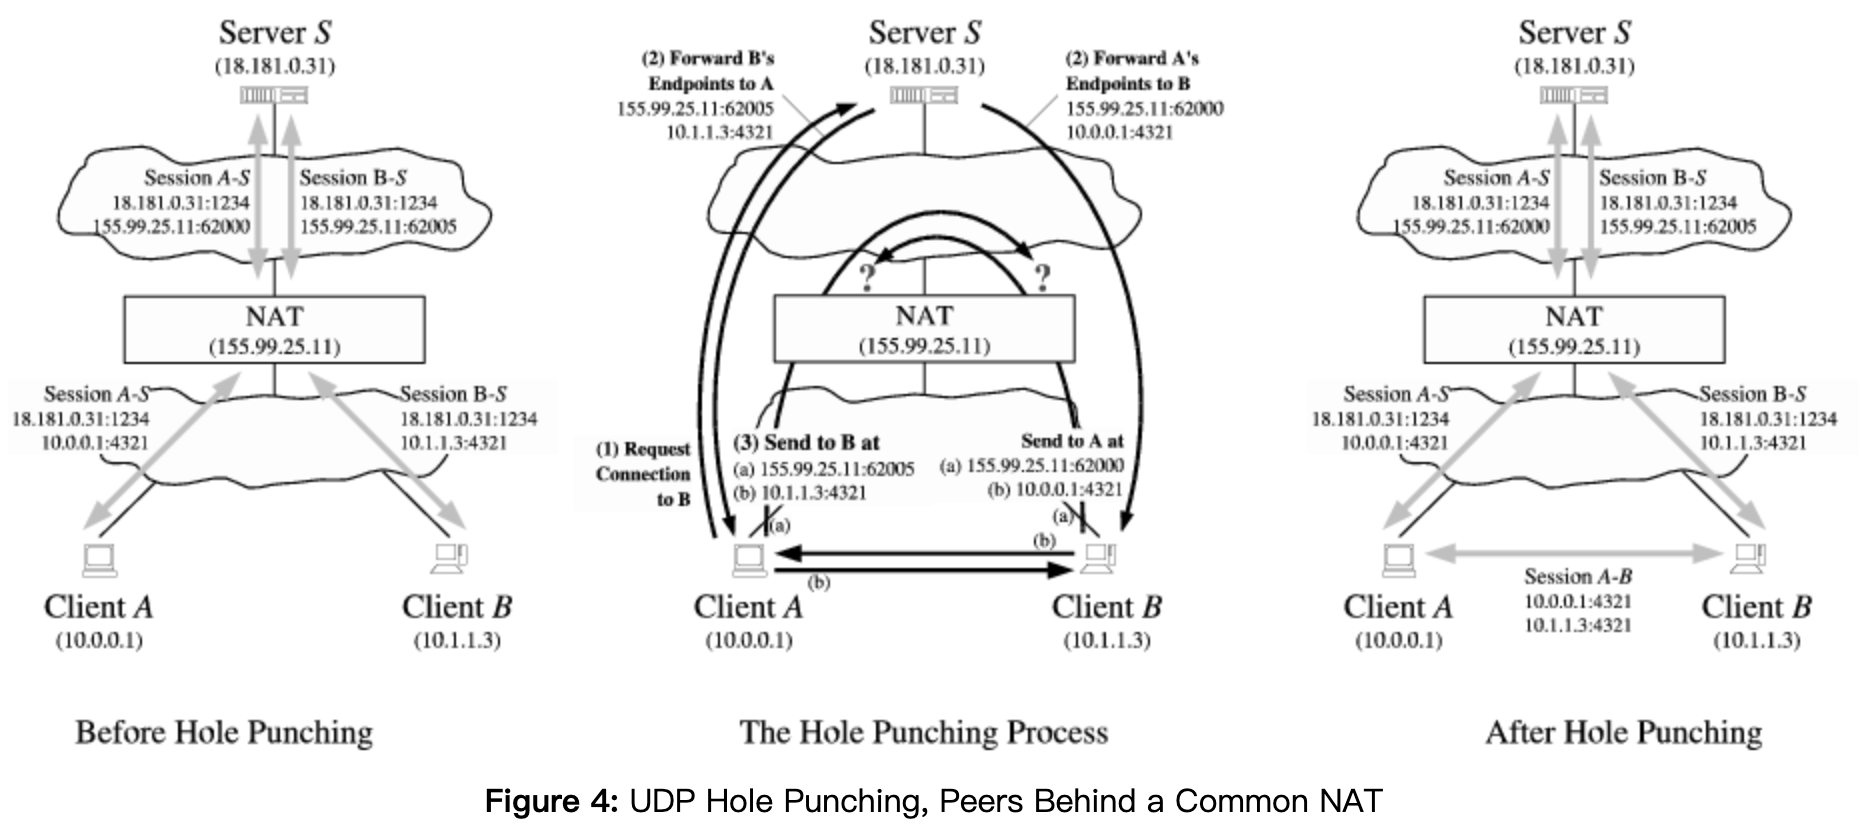 Server S
(18.181.0.31)
Session A-S
18.181.0.31:1234
155.99.25.11:62000
Session B-S
18.181.0.31:1234
155.99.25.11:62005
NAT
(155.99.25.11)
Session A-S
18.181.0.31:1234
10.0.0.1:4321
Session B-S
18.181.0.31:1234
10.1.1.3:4321
Client A
(10.0.0.1)
Client B
(10.1.1.3)
Before Hole Punching
Server S
(18.181.0.31)
(2) Forward B's
Endpoints to A
155.99.25.11:62005
10.1.1.3:4321
(2) Forward A's
Endpoints to B
155.99.25.11:62000
10.0.0.1:4321
?
?
NAT
(155.99.25.11)
(1) Request
Connection
to B
(3) Send to B at
(a) 155.99.25.11:62005
(b) 10.1.1.3:4321
Send to A at
(a) 155.99.25.11:62000
(b) 10.0.0.1:4321
(a)
(a)
(b)
(b)
Client A
(10.0.0.1)
Client B
(10.1.1.3)
The Hole Punching Process
Server S
(18.181.0.31)
Session A-S
18.181.0.31:1234
155.99.25.11:62000
Session B-S
18.181.0.31:1234
155.99.25.11:62005
NAT
(155.99.25.11)
Session A-S
18.181.0.31:1234
10.0.0.1:4321
Session B-S
18.181.0.31:1234
10.1.1.3:4321
Session A-B
10.0.0.1:4321
10.1.1.3:4321
Client A
(10.0.0.1)
Client B
(10.1.1.3)
After Hole Punching
Figure 4: UDP Hole Punching, Peers Behind a Common NAT